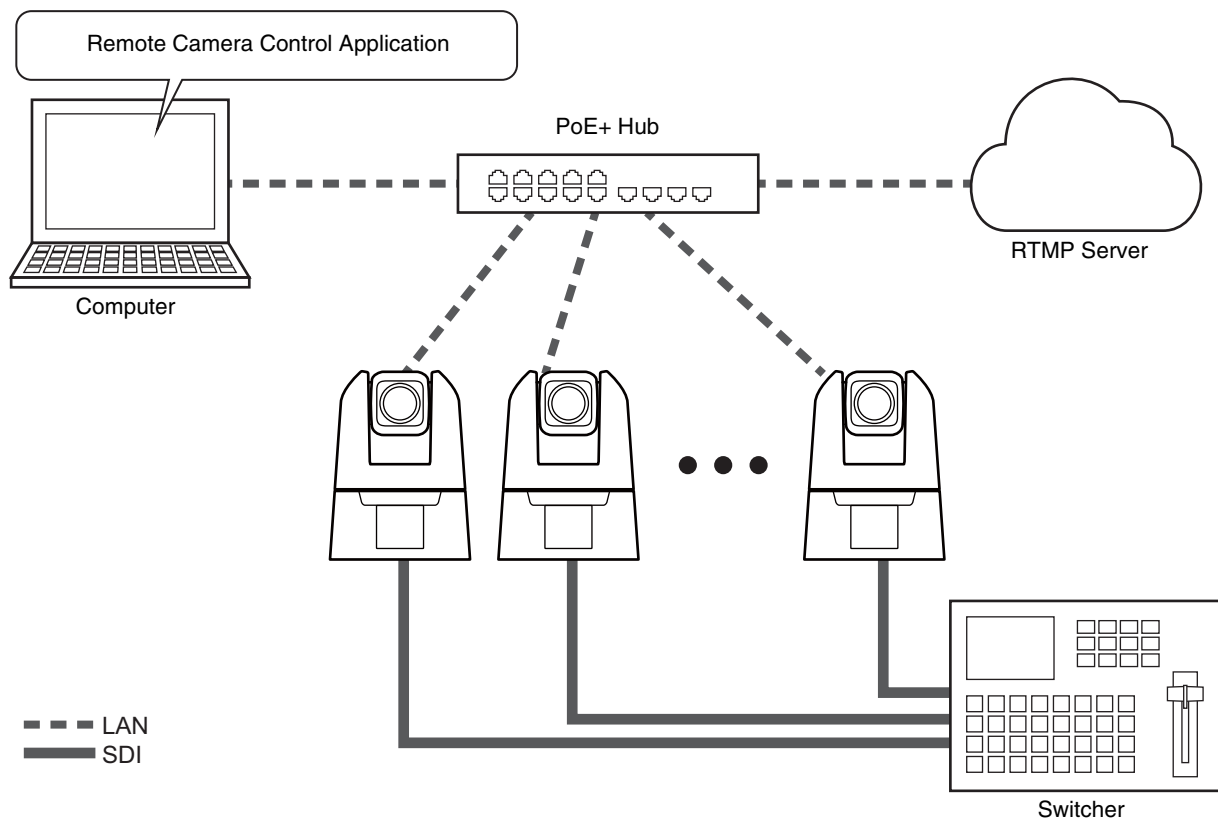 Remote Camera Control Application
PoE+ Hub
RTMP Server
Computer
LAN
SDI
Switcher